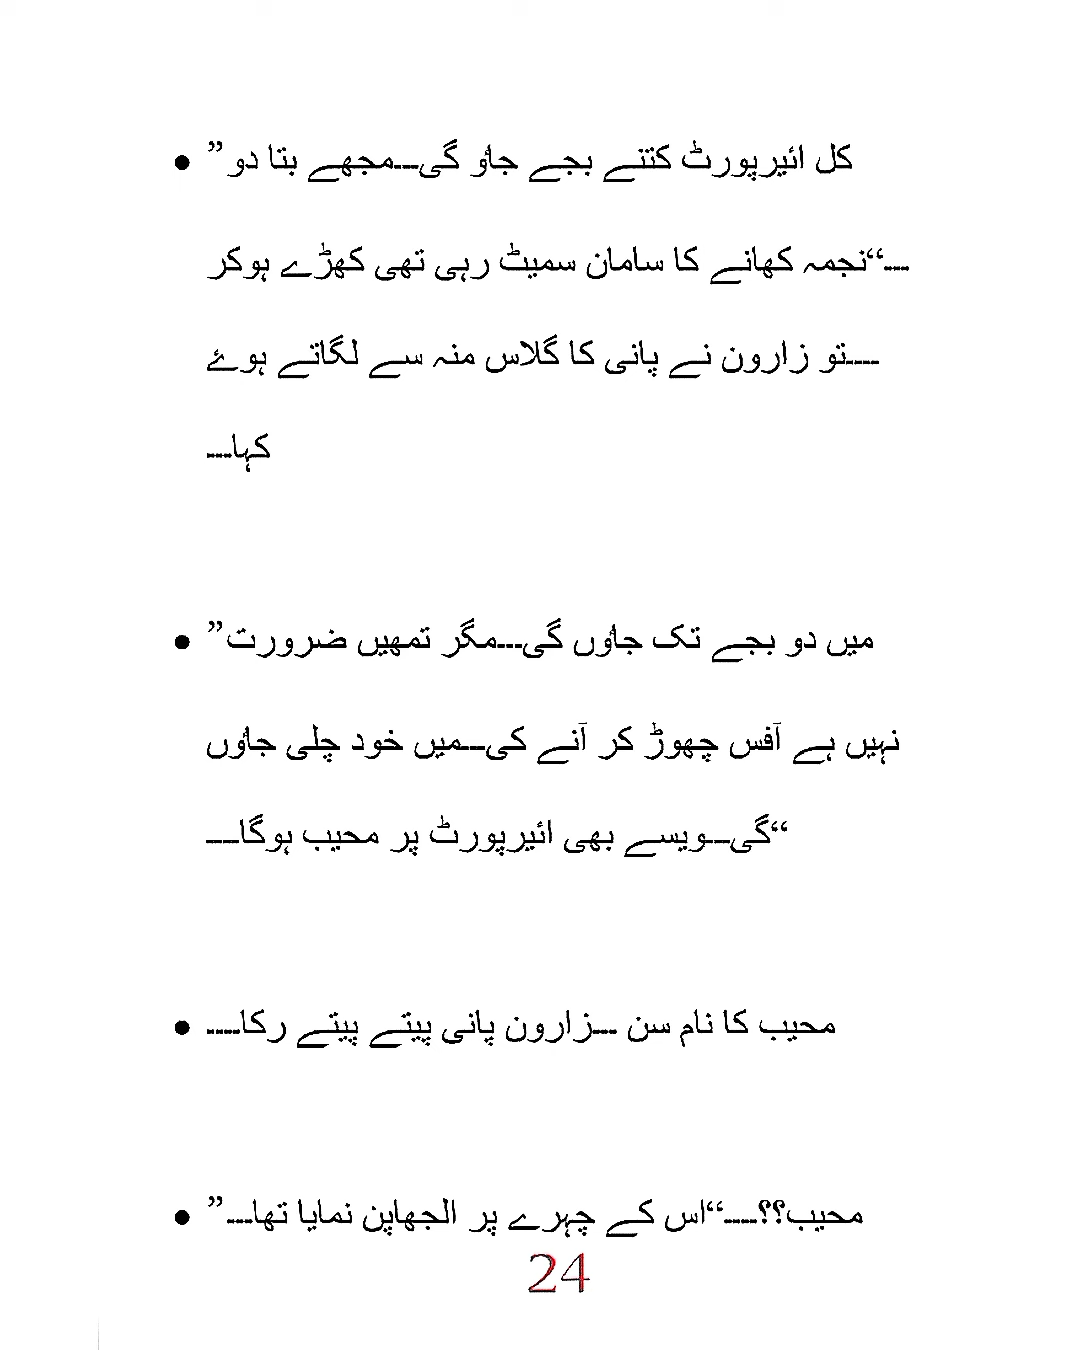 ● ”کل ائیرپورٹ کتنے بجے جاؤ گی---مجھے بتا دو
---“نجمہ کھانے کا سامان سمیٹ رہی تھی کھڑے ہوکر
----تو زارون نے پانی کا گلاس منہ سے لگاتے ہوۓ
کہا---
● ”میں دو بجے تک جاؤں گی---مگر تمھیں ضرورت
نہیں ہے آفس چھوڑ کر آنے کی---میں خود چلی جاؤں
“گی---ویسے بھی ائیرپورٹ پر محیب ہوگا----
● محیب کا نام سن ---زارون پانی پیتے پیتے رکا----
● ”محیب؟؟----“اس کے چہرے پر الجھاپن نمایا تھا---
24